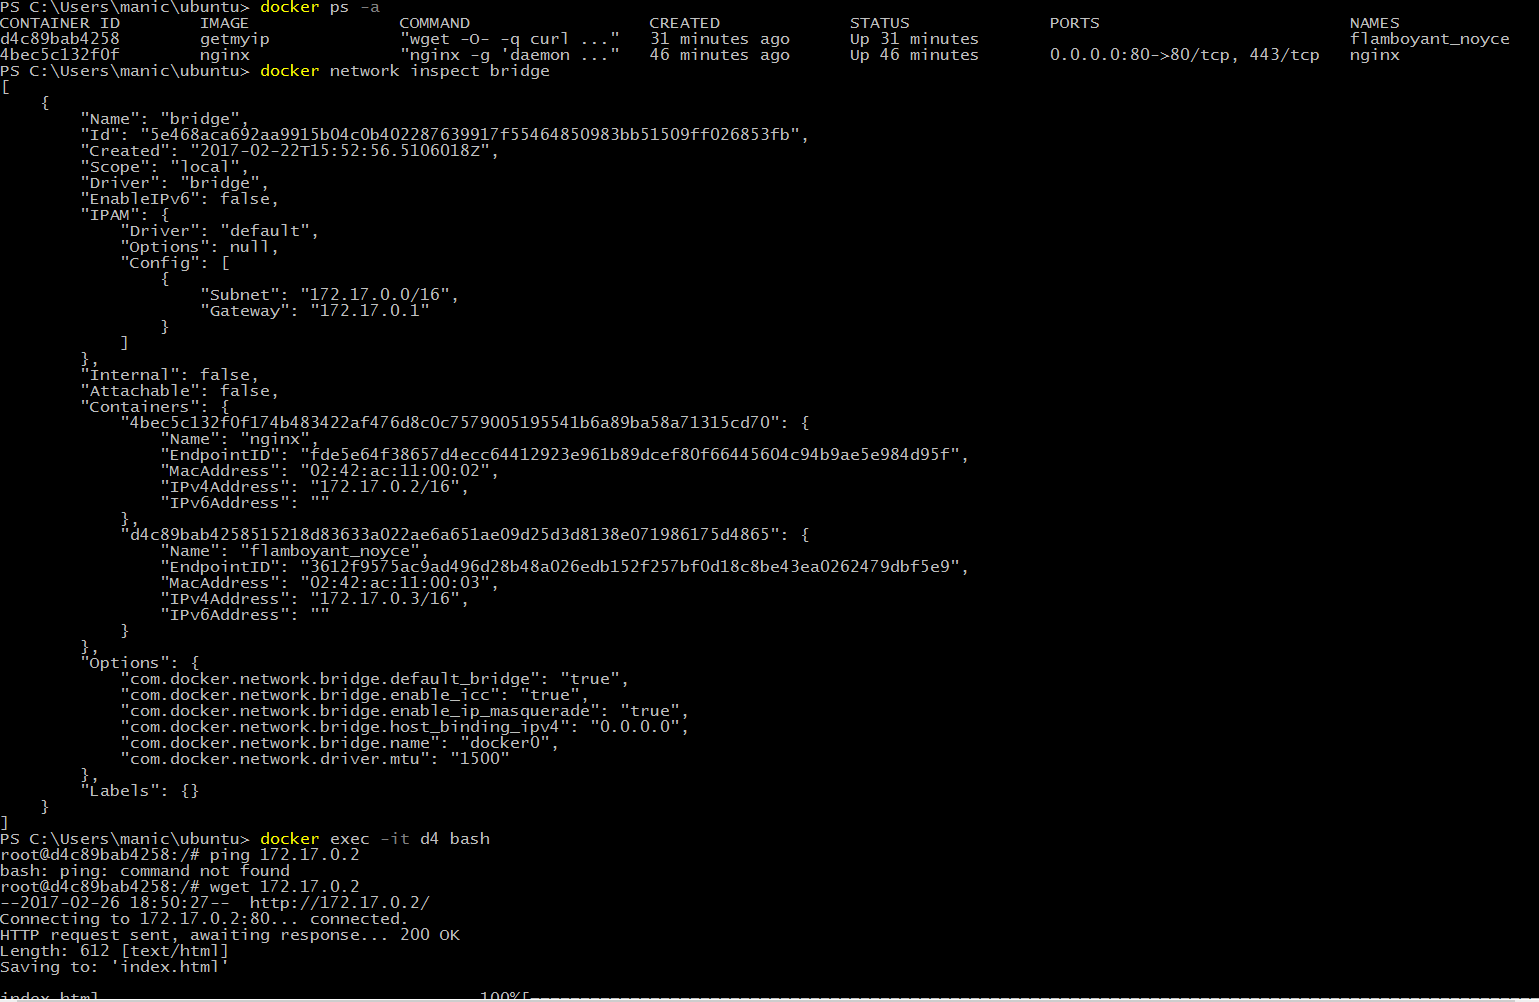 PS C:\Users\manic\ubuntu> docker ps -a
CONTAINER ID        IMAGE               COMMAND                  CREATED             STATUS              PORTS                         NAMES
d4c89bab4258        getmyip             "wget -O- -q curl ..."   31 minutes ago      Up 31 minutes                                     flamboyant_noyce
4bec5c132f0f        nginx               "nginx -g 'daemon ..."   46 minutes ago      Up 46 minutes       0.0.0.0:80->80/tcp, 443/tcp   nginx
PS C:\Users\manic\ubuntu> docker network inspect bridge
[
    {
        "Name": "bridge",
        "Id": "5e468aca692aa9915b04c0b402287639917f55464850983bb51509ff026853fb",
        "Created": "2017-02-22T15:52:56.5106018Z",
        "Scope": "local",
        "Driver": "bridge",
        "EnableIPv6": false,
        "IPAM": {
            "Driver": "default",
            "Options": null,
            "Config": [
                {
                    "Subnet": "172.17.0.0/16",
                    "Gateway": "172.17.0.1"
                }
            ]
        },
        "Internal": false,
        "Attachable": false,
        "Containers": {
            "4bec5c132f0f174b483422af476d8c0c7579005195541b6a89ba58a71315cd70": {
                "Name": "nginx",
                "EndpointID": "fde5e64f38657d4ecc64412923e961b89dcef80f66445604c94b9ae5e984d95f",
                "MacAddress": "02:42:ac:11:00:02",
                "IPv4Address": "172.17.0.2/16",
                "IPv6Address": ""
            },
            "d4c89bab4258515218d83633a022ae6a651ae09d25d3d8138e071986175d4865": {
                "Name": "flamboyant_noyce",
                "EndpointID": "3612f9575ac9ad496d28b48a026edb152f257bf0d18c8be43ea0262479dbf5e9",
                "MacAddress": "02:42:ac:11:00:03",
                "IPv4Address": "172.17.0.3/16",
                "IPv6Address": ""
            }
        },
        "Options": {
            "com.docker.network.bridge.default_bridge": "true",
            "com.docker.network.bridge.enable_icc": "true",
            "com.docker.network.bridge.enable_ip_masquerade": "true",
            "com.docker.network.bridge.host_binding_ipv4": "0.0.0.0",
            "com.docker.network.bridge.name": "docker0",
            "com.docker.network.driver.mtu": "1500"
        },
        "Labels": {}
    }
]
PS C:\Users\manic\ubuntu> docker exec -it d4 bash
root@d4c89bab4258:/# ping 172.17.0.2
bash: ping: command not found
root@d4c89bab4258:/# wget 172.17.0.2
--2017-02-26 18:50:27--  http://172.17.0.2/
Connecting to 172.17.0.2:80... connected.
HTTP request sent, awaiting response... 200 OK
Length: 612 [text/html]
Saving to: 'index.html'
index.html 100%[